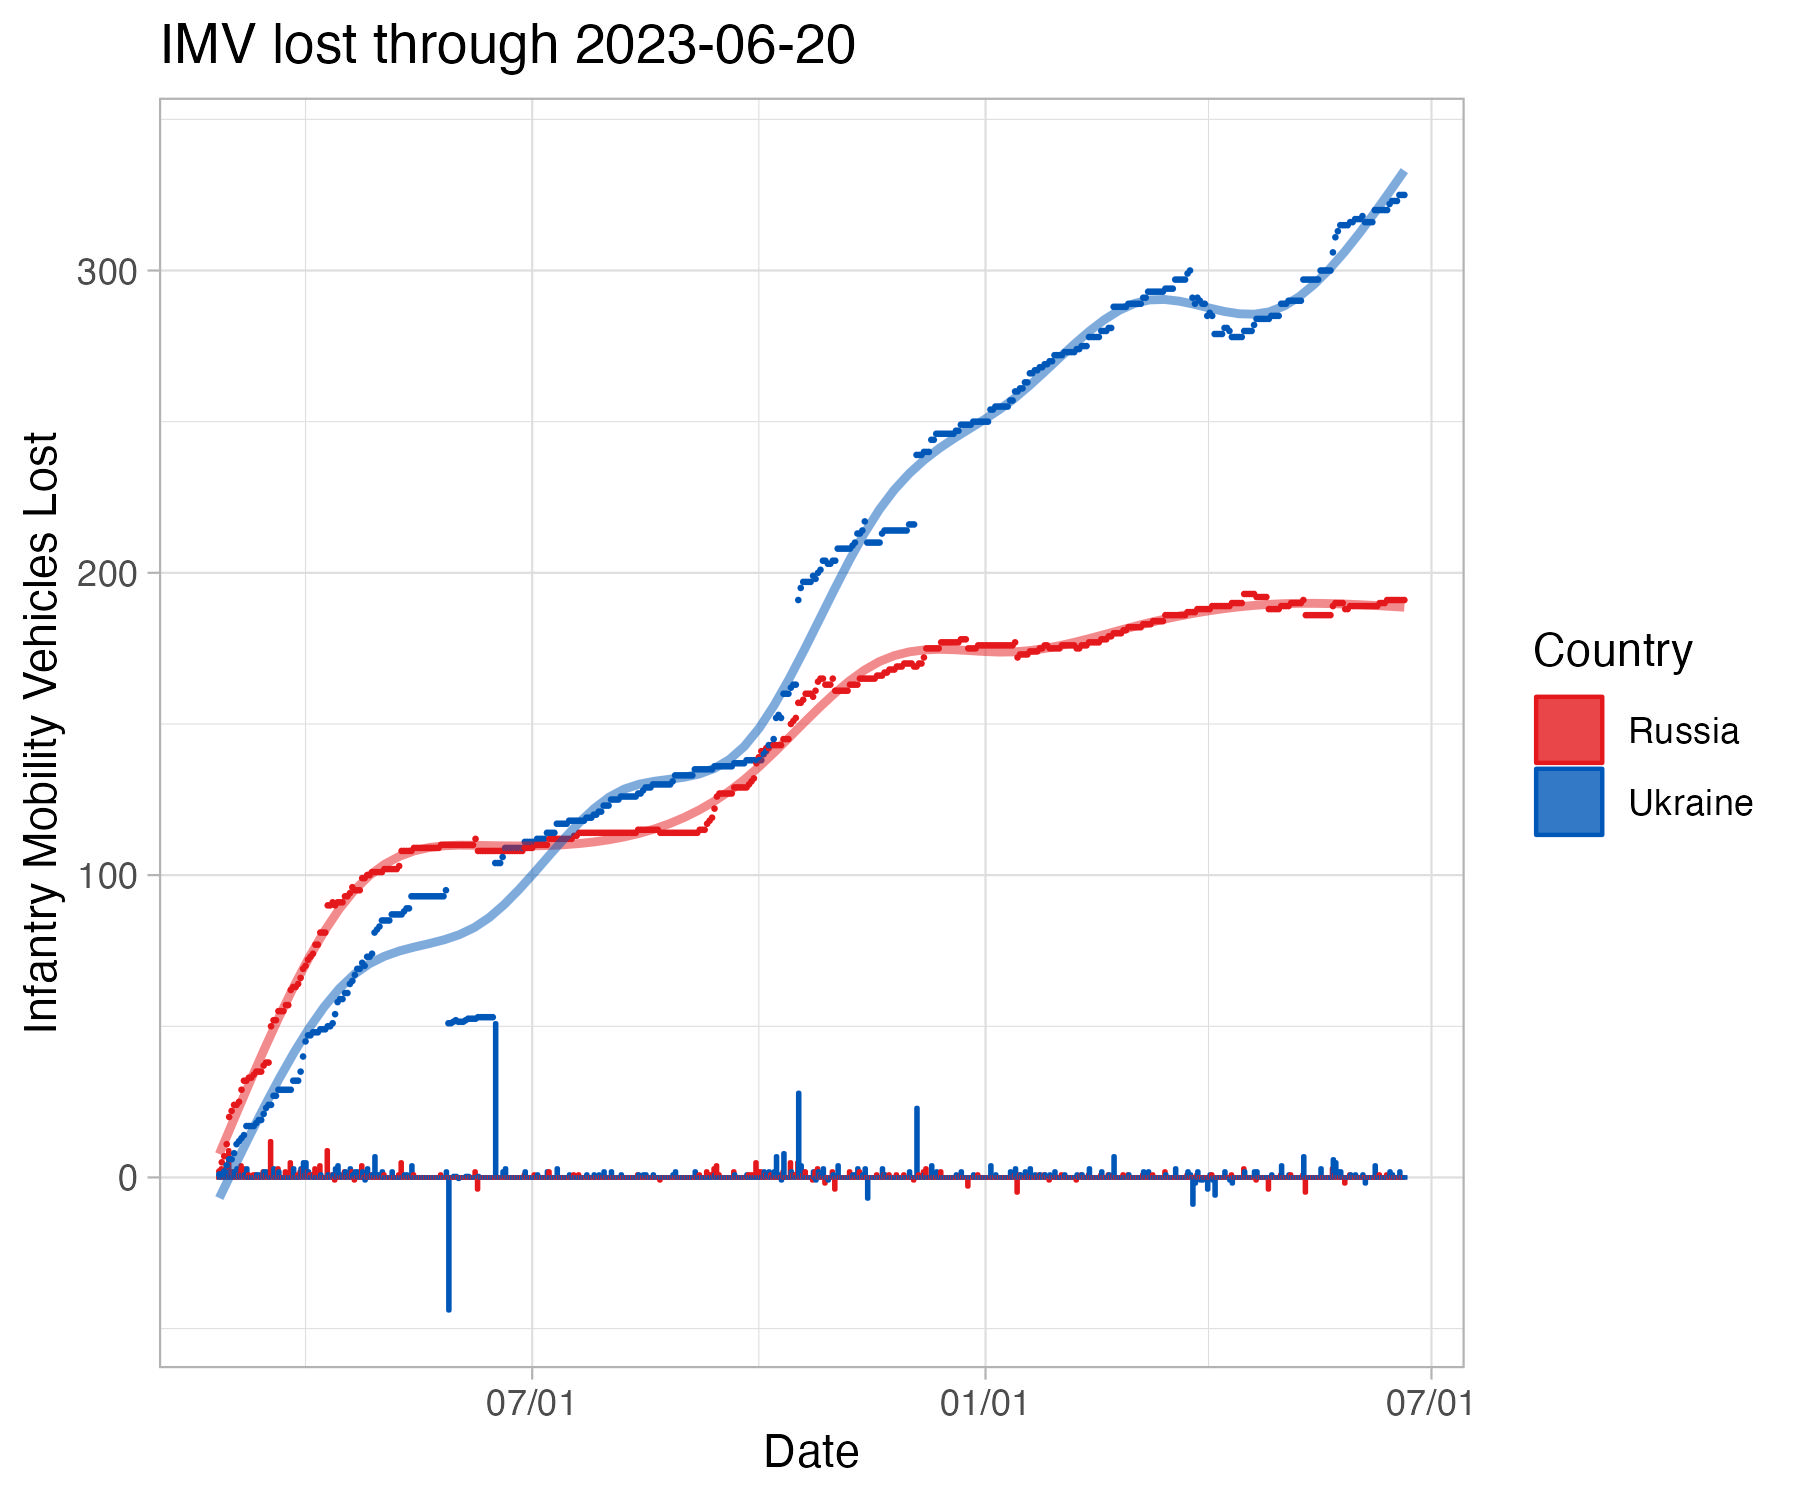 IMV lost through 2023-06-20
Infantry Mobility Vehicles Lost
300
200
100
0
07/01
01/01
07/01
Date
Country
Russia
Ukraine